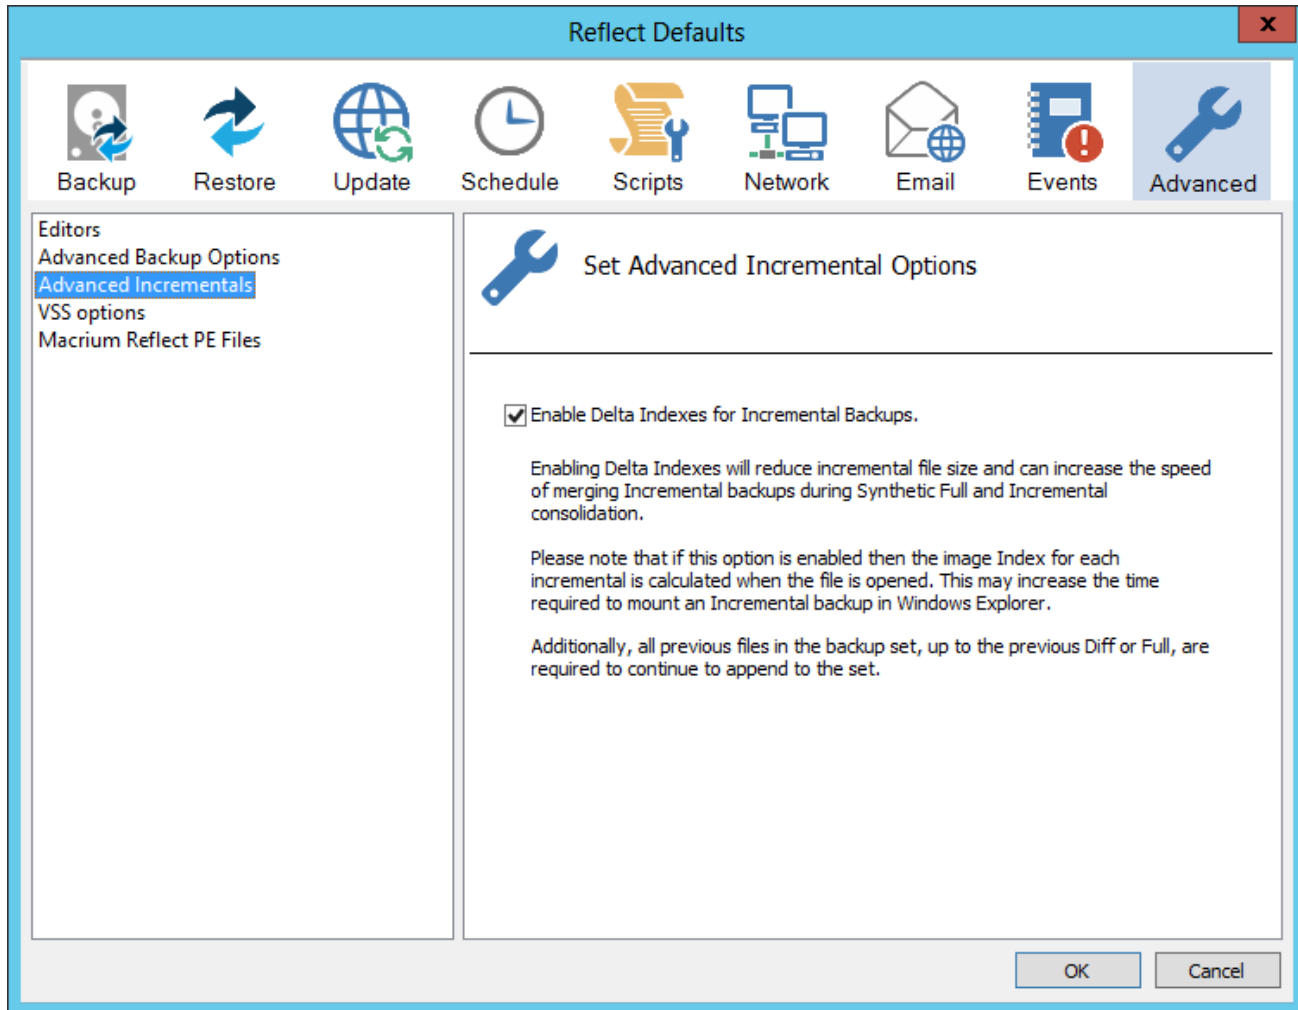 Reflect Defaults
x
Backup Restore Update Schedule Scripts Network Email Events Advanced
Editors
Advanced Backup Options
Advanced Incrementals
VSS options
Macrium Reflect PE Files
Set Advanced Incremental Options
Enable Delta Indexes for Incremental Backups.
Enabling Delta Indexes will reduce incremental file size and can increase the speed
of merging Incremental backups during Synthetic Full and Incremental
consolidation.
Please note that if this option is enabled then the image Index for each
incremental is calculated when the file is opened. This may increase the time
required to mount an Incremental backup in Windows Explorer.
Additionally, all previous files in the backup set, up to the previous Diff or Full, are
required to continue to append to the set.
OK Cancel